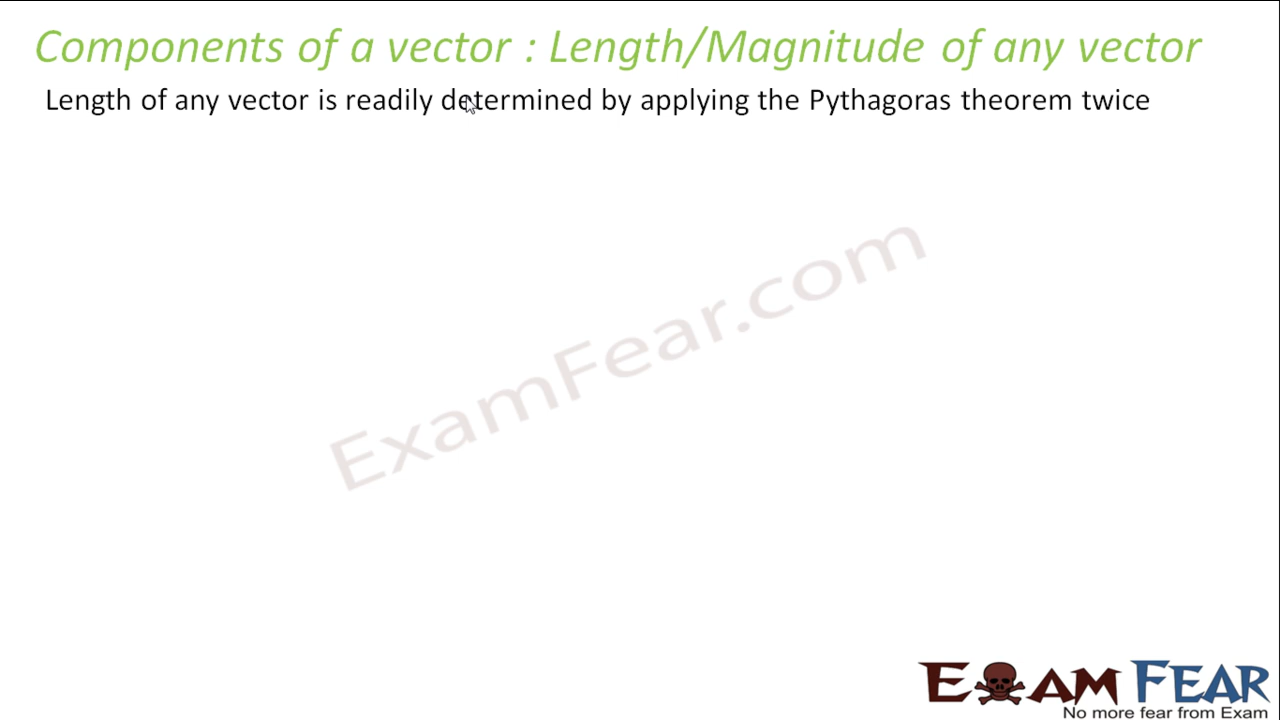 Components of a vector : Length/Magnitude of any vector
Length of any vector is readily determined by applying the Pythagoras theorem twice
ExamFear.com
EXAM FEAR
No more fear from Exam